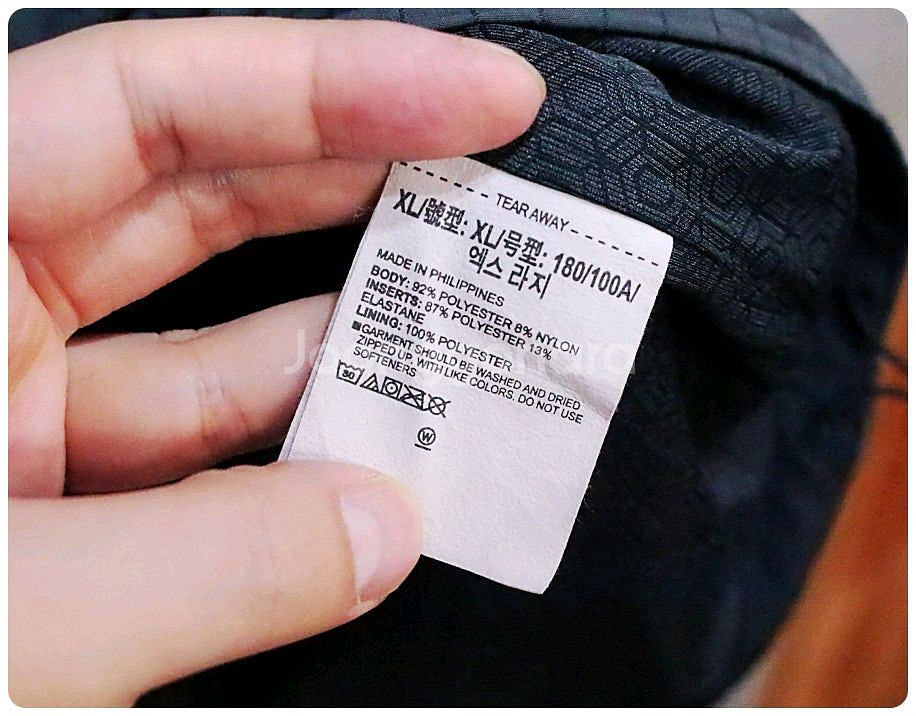 TEAR AWAY
XL/號型: XL/号型: 180/100A/
엑스 라지
MADE IN PHILIPPINES
BODY: 92% POLYESTER 8% NYLON
INSERTS: 87% POLYESTER 13%
ELASTANE
LINING: 100% POLYESTER
■GARMENT SHOULD BE WASHED AND DRIED
ZIPPED UP, WITH LIKE COLORS. DO NOT USE
SOFTENERS
30
W